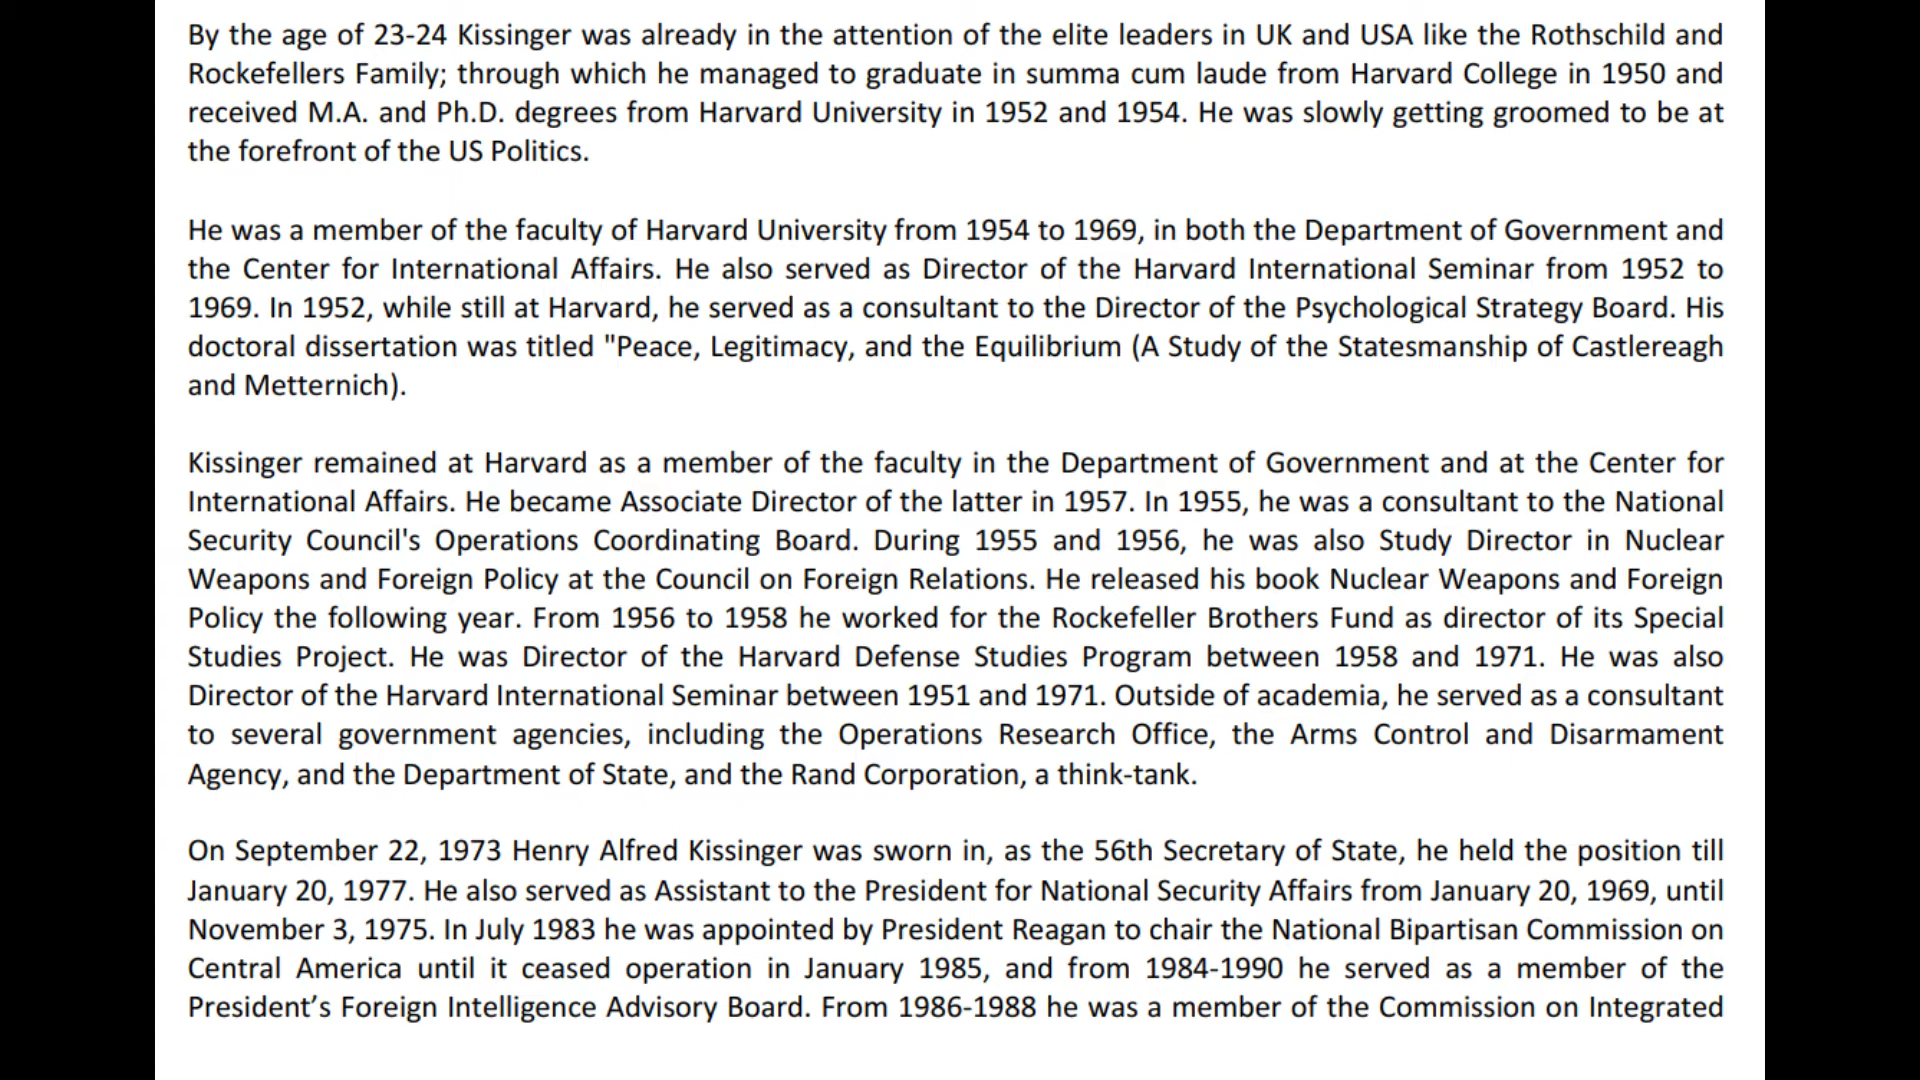 By the age of 23-24 Kissinger was already in the attention of the elite leaders in UK and USA like the Rothschild and
Rockefellers Family; through which he managed to graduate in summa cum laude from Harvard College in 1950 and
received M.A. and Ph.D. degrees from Harvard University in 1952 and 1954. He was slowly getting groomed to be at
the forefront of the US Politics.
He was a member of the faculty of Harvard University from 1954 to 1969, in both the Department of Government and
the Center for International Affairs. He also served as Director of the Harvard International Seminar from 1952 to
1969. In 1952, while still at Harvard, he served as a consultant to the Director of the Psychological Strategy Board. His
doctoral dissertation was titled "Peace, Legitimacy, and the Equilibrium (A Study of the Statesmanship of Castlereagh
and Metternich).
Kissinger remained at Harvard as a member of the faculty in the Department of Government and at the Center for
International Affairs. He became Associate Director of the latter in 1957. In 1955, he was a consultant to the National
Security Council's Operations Coordinating Board. During 1955 and 1956, he was also Study Director in Nuclear
Weapons and Foreign Policy at the Council on Foreign Relations. He released his book Nuclear Weapons and Foreign
Policy the following year. From 1956 to 1958 he worked for the Rockefeller Brothers Fund as director of its Special
Studies Project. He was Director of the Harvard Defense Studies Program between 1958 and 1971. He was also
Director of the Harvard International Seminar between 1951 and 1971. Outside of academia, he served as a consultant
to several government agencies, including the Operations Research Office, the Arms Control and Disarmament
Agency, and the Department of State, and the Rand Corporation, a think-tank.
On September 22, 1973 Henry Alfred Kissinger was sworn in, as the 56th Secretary of State, he held the position till
January 20, 1977. He also served as Assistant to the President for National Security Affairs from January 20, 1969, until
November 3, 1975. In July 1983 he was appointed by President Reagan to chair the National Bipartisan Commission on
Central America until it ceased operation in January 1985, and from 1984-1990 he served as a member of the
President’s Foreign Intelligence Advisory Board. From 1986-1988 he was a member of the Commission on Integrated